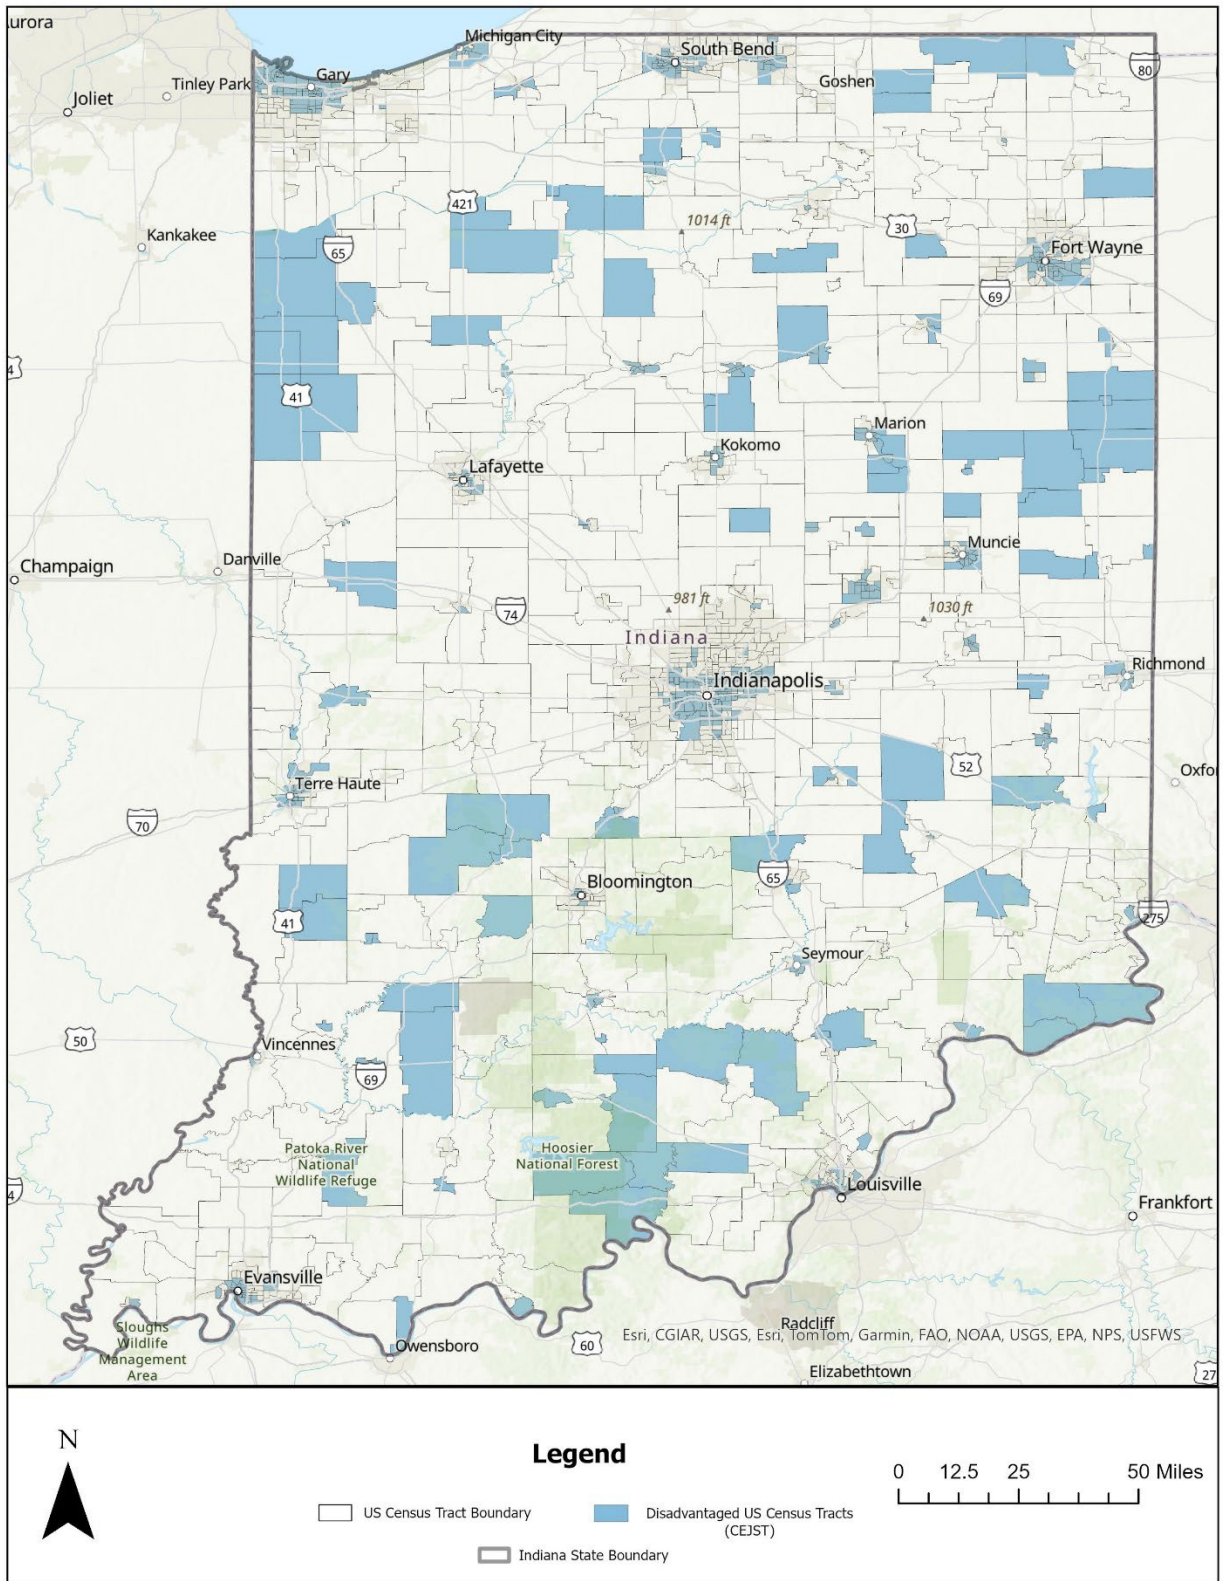 urora
Michigan City
South Bend
80
Tinley Park
Gary
Goshen
Joliet
421
1014 ft
30
Kankakee
65
Fort Wayne
69
4
41
Marion
Kokomo
Lafayette
Muncie
Champaign
Danville
981 ft
1030 ft
74
Indiana
Richmond
Indianapolis
52
Oxfor
Terre Haute
70
65
Bloomington
41
275
Seymour
50
Vincennes
69
Patoka River
National
Wildlife Refuge
Hoosier
National Forest
4
Louisville
Frankfort
Evansville
Sloughs
Wildlife
Management
Area
Owensboro
60
Radcliff
Esri, CGIAR, USGS, Esri, TomTom, Garmin, FAO, NOAA, USGS, EPA, NPS, USFWS
Elizabethtown
27
N
Legend
0 12.5 25 50 Miles
US Census Tract Boundary
Disadvantaged US Census Tracts
(CEJST)
Indiana State Boundary